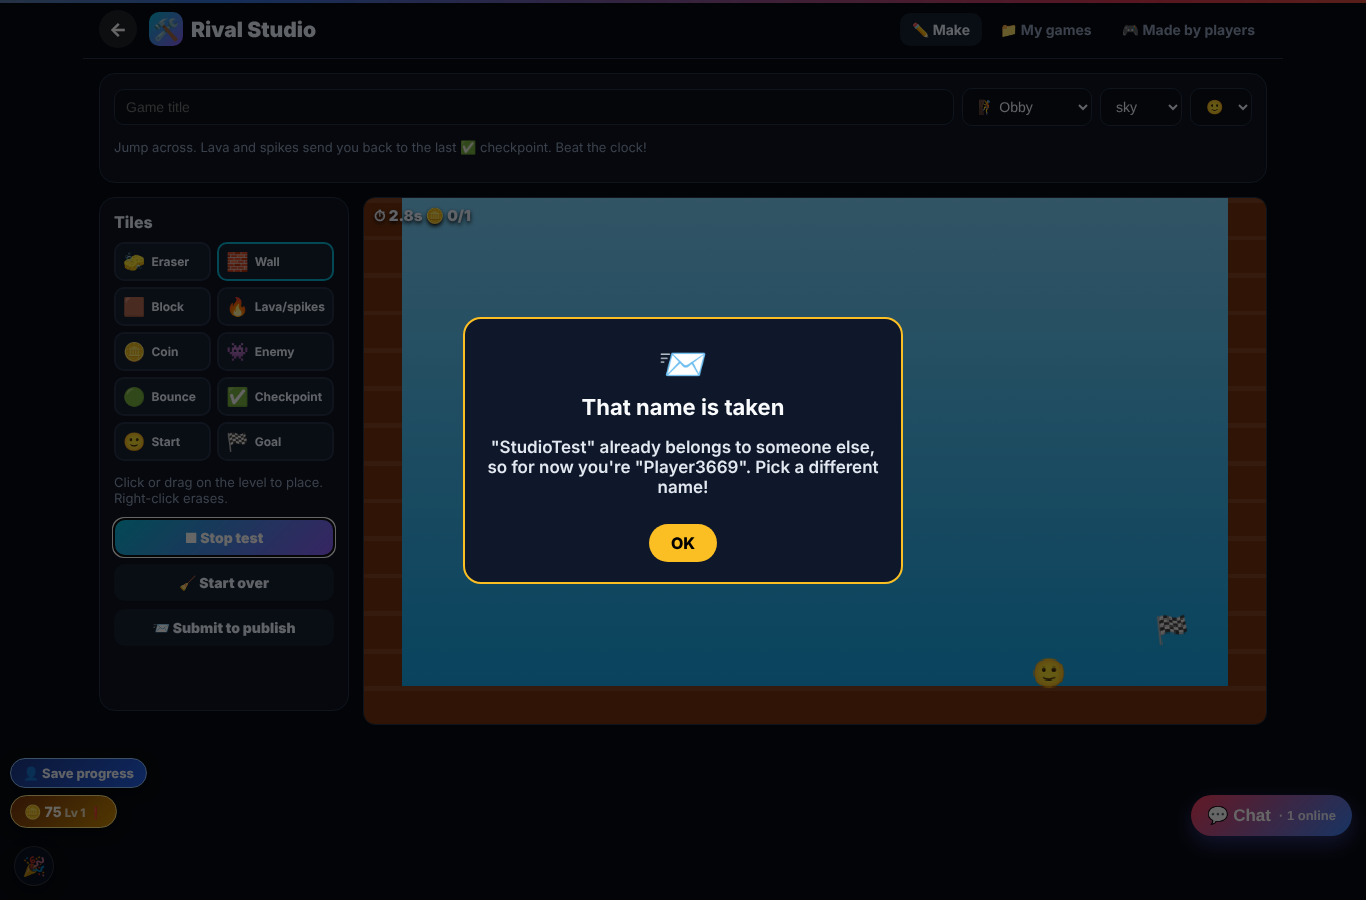 Rival Studio
Make
My games
Made by players
Game title
Obby
sky
Jump across. Lava and spikes send you back to the last ✅ checkpoint. Beat the clock!
Tiles
Eraser
Wall
Block
Lava/spikes
Coin
Enemy
Bounce
Checkpoint
Start
Goal
Click or drag on the level to place.
Right-click erases.
Stop test
Start over
Submit to publish
2.8s 0/1
That name is taken
"StudioTest" already belongs to someone else,
so for now you're "Player3669". Pick a different
name!
OK
Save progress
75 Lv 1
Chat · 1 online